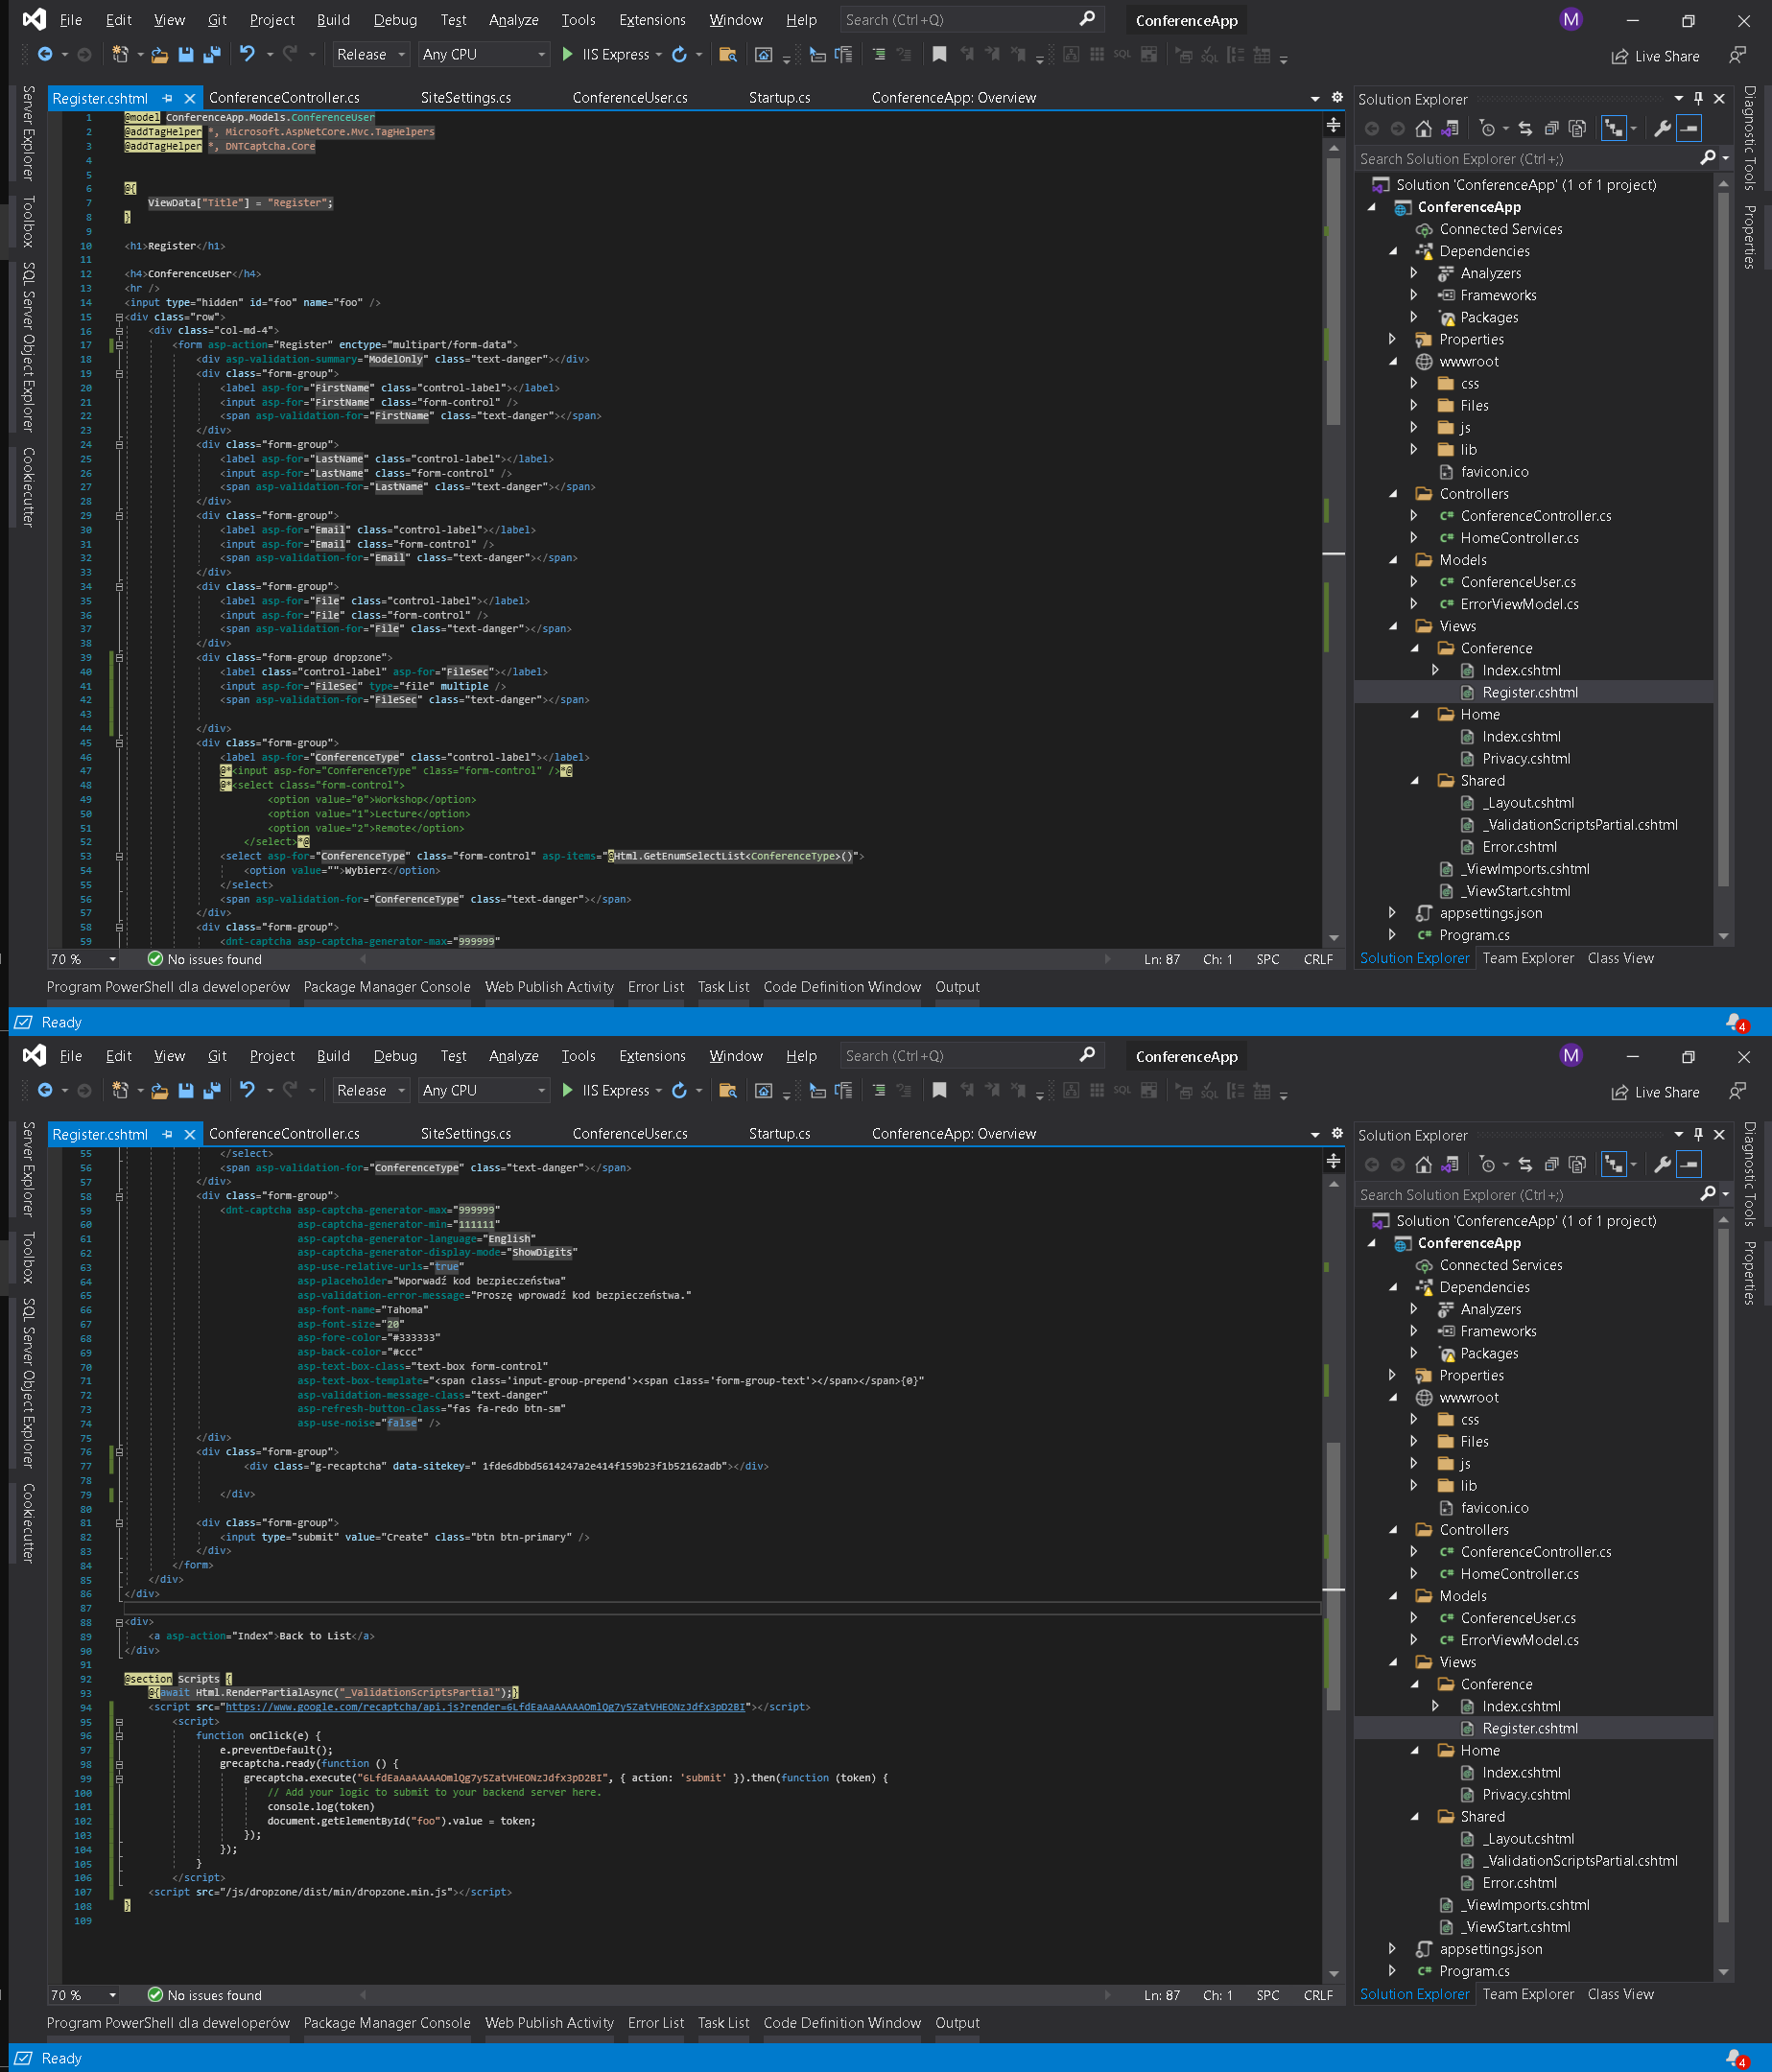 File Edit View Git Project Build Debug Test Analyze Tools Extensions Window Help Search (Ctrl+Q) ConferenceApp M
Release Any CPU IIS Express Live Share
Register.cshtml ConferenceController.cs SiteSettings.cs ConferenceUser.cs Startup.cs ConferenceApp: Overview
1 @model ConferenceApp.Models.ConferenceUser
2 @addTagHelper *, Microsoft.AspNetCore.Mvc.TagHelpers
3 @addTagHelper *, DNTCaptcha.Core
4
5
6 @{
7 ViewData["Title"] = "Register";
8 }
9
10 <h1>Register</h1>
11
12 <h4>ConferenceUser</h4>
13 <hr />
14 <input type="hidden" id="foo" name="foo" />
15 <div class="row">
16 <div class="col-md-4">
17 <form asp-action="Register" enctype="multipart/form-data">
18 <div asp-validation-summary="ModelOnly" class="text-danger"></div>
19 <div class="form-group">
20 <label asp-for="FirstName" class="control-label"></label>
21 <input asp-for="FirstName" class="form-control" />
22 <span asp-validation-for="FirstName" class="text-danger"></span>
23 </div>
24 <div class="form-group">
25 <label asp-for="LastName" class="control-label"></label>
26 <input asp-for="LastName" class="form-control" />
27 <span asp-validation-for="LastName" class="text-danger"></span>
28 </div>
29 <div class="form-group">
30 <label asp-for="Email" class="control-label"></label>
31 <input asp-for="Email" class="form-control" />
32 <span asp-validation-for="Email" class="text-danger"></span>
33 </div>
34 <div class="form-group">
35 <label asp-for="File" class="control-label"></label>
36 <input asp-for="File" class="form-control" />
37 <span asp-validation-for="File" class="text-danger"></span>
38 </div>
39 <div class="form-group dropzone">
40 <label class="control-label" asp-for="FileSec"></label>
41 <input asp-for="FileSec" type="file" multiple />
42 <span asp-validation-for="FileSec" class="text-danger"></span>
43
44 </div>
45 <div class="form-group">
46 <label asp-for="ConferenceType" class="control-label"></label>
47 @*<input asp-for="ConferenceType" class="form-control" />*@
48 @*<select class="form-control">
49 <option value="0">Workshop</option>
50 <option value="1">Lecture</option>
51 <option value="2">Remote</option>
52 </select>*@
53 <select asp-for="ConferenceType" class="form-control" asp-items="@Html.GetEnumSelectList<ConferenceType>()">
54 <option value="">Wybierz</option>
55 </select>
56 <span asp-validation-for="ConferenceType" class="text-danger"></span>
57 </div>
58 <div class="form-group">
59 <dnt-captcha asp-captcha-generator-max="999999"
70 % No issues found Ln: 87 Ch: 1 SPC CRLF
Program PowerShell dla deweloperów Package Manager Console Web Publish Activity Error List Task List Code Definition Window Output
Ready 4
Server Explorer
Toolbox
SQL Server Object Explorer
Cookiecutter
Solution Explorer
Search Solution Explorer (Ctrl+;)
Solution 'ConferenceApp' (1 of 1 project)
ConferenceApp
Connected Services
Dependencies
Analyzers
Frameworks
Packages
Properties
wwwroot
css
Files
js
lib
favicon.ico
Controllers
ConferenceController.cs
HomeController.cs
Models
ConferenceUser.cs
ErrorViewModel.cs
Views
Conference
Index.cshtml
Register.cshtml
Home
Index.cshtml
Privacy.cshtml
Shared
_Layout.cshtml
_ValidationScriptsPartial.cshtml
Error.cshtml
_ViewImports.cshtml
_ViewStart.cshtml
appsettings.json
Program.cs
Solution Explorer Team Explorer Class View
Diagnostic Tools
Properties
File Edit View Git Project Build Debug Test Analyze Tools Extensions Window Help Search (Ctrl+Q) ConferenceApp M
Release Any CPU IIS Express Live Share
Register.cshtml ConferenceController.cs SiteSettings.cs ConferenceUser.cs Startup.cs ConferenceApp: Overview
55 </select>
56 <span asp-validation-for="ConferenceType" class="text-danger"></span>
57 </div>
58 <div class="form-group">
59 <dnt-captcha asp-captcha-generator-max="999999"
60 asp-captcha-generator-min="111111"
61 asp-captcha-generator-language="English"
62 asp-captcha-generator-display-mode="ShowDigits"
63 asp-use-relative-urls="true"
64 asp-placeholder="Wporwadź kod bezpieczeństwa"
65 asp-validation-error-message="Proszę wprowadź kod bezpieczeństwa."
66 asp-font-name="Tahoma"
67 asp-font-size="20"
68 asp-fore-color="#333333"
69 asp-back-color="#ccc"
70 asp-text-box-class="text-box form-control"
71 asp-text-box-template="<span class='input-group-prepend'><span class='form-group-text'></span></span>{0}"
72 asp-validation-message-class="text-danger"
73 asp-refresh-button-class="fas fa-redo btn-sm"
74 asp-use-noise="false" />
75 </div>
76 <div class="form-group">
77 <div class="g-recaptcha" data-sitekey=" 1fde6dbbd5614247a2e414f159b23f1b52162adb"></div>
78
79 </div>
80
81 <div class="form-group">
82 <input type="submit" value="Create" class="btn btn-primary" />
83 </div>
84 </form>
85 </div>
86 </div>
87
88 <div>
89 <a asp-action="Index">Back to List</a>
90 </div>
91
92 @section Scripts {
93 @{await Html.RenderPartialAsync("_ValidationScriptsPartial");}
94 <script src="https://www.google.com/recaptcha/api.js?render=6LfdEaAaAAAAAOmlQg7y5ZatVHEONzJdfx3pD2BI"></script>
95 <script>
96 function onClick(e) {
97 e.preventDefault();
98 grecaptcha.ready(function () {
99 grecaptcha.execute("6LfdEaAaAAAAAOmlQg7y5ZatVHEONzJdfx3pD2BI", { action: 'submit' }).then(function (token) {
100 // Add your logic to submit to your backend server here.
101 console.log(token)
102 document.getElementById("foo").value = token;
103 });
104 });
105 }
106 </script>
107 <script src="/js/dropzone/dist/min/dropzone.min.js"></script>
108 }
109
70 % No issues found Ln: 87 Ch: 1 SPC CRLF
Program PowerShell dla deweloperów Package Manager Console Web Publish Activity Error List Task List Code Definition Window Output
Ready 4
Server Explorer
Toolbox
SQL Server Object Explorer
Cookiecutter
Solution Explorer
Search Solution Explorer (Ctrl+;)
Solution 'ConferenceApp' (1 of 1 project)
ConferenceApp
Connected Services
Dependencies
Analyzers
Frameworks
Packages
Properties
wwwroot
css
Files
js
lib
favicon.ico
Controllers
ConferenceController.cs
HomeController.cs
Models
ConferenceUser.cs
ErrorViewModel.cs
Views
Conference
Index.cshtml
Register.cshtml
Home
Index.cshtml
Privacy.cshtml
Shared
_Layout.cshtml
_ValidationScriptsPartial.cshtml
Error.cshtml
_ViewImports.cshtml
_ViewStart.cshtml
appsettings.json
Program.cs
Solution Explorer Team Explorer Class View
Diagnostic Tools
Properties